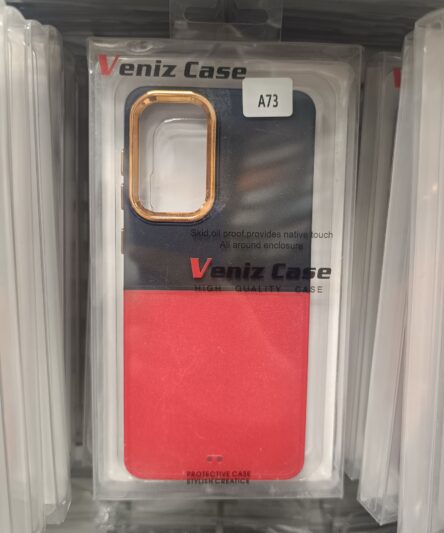 Veniz Case
A73
Skid,oil proof,provides native touch
All around enclosure
Veniz Case
HIGH QUALITY CASE
PROTECTIVE CASE
STYLISH CREATICE